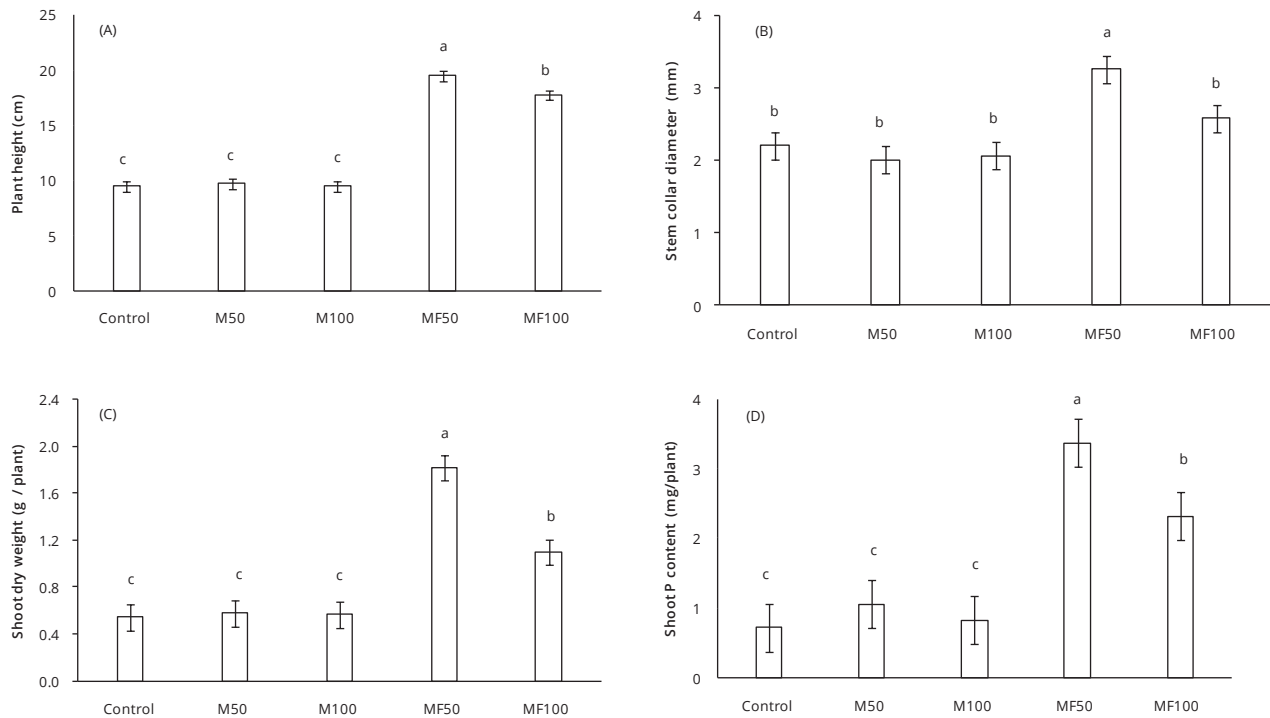 (A)
Plant height (cm)
25
20
15
10
5
0
c
c
c
a
b
Control
M50
M100
MF50
MF100
(B)
Stem collar diameter (mm)
4
3
2
1
0
b
b
b
a
b
Control
M50
M100
MF50
MF100
(C)
Shoot dry weight (g / plant)
2.4
2.0
1.6
1.2
0.8
0.4
0.0
c
c
c
a
b
Control
M50
M100
MF50
MF100
(D)
Shoot P content (mg/plant)
4
3
2
1
0
c
c
c
a
b
Control
M50
M100
MF50
MF100